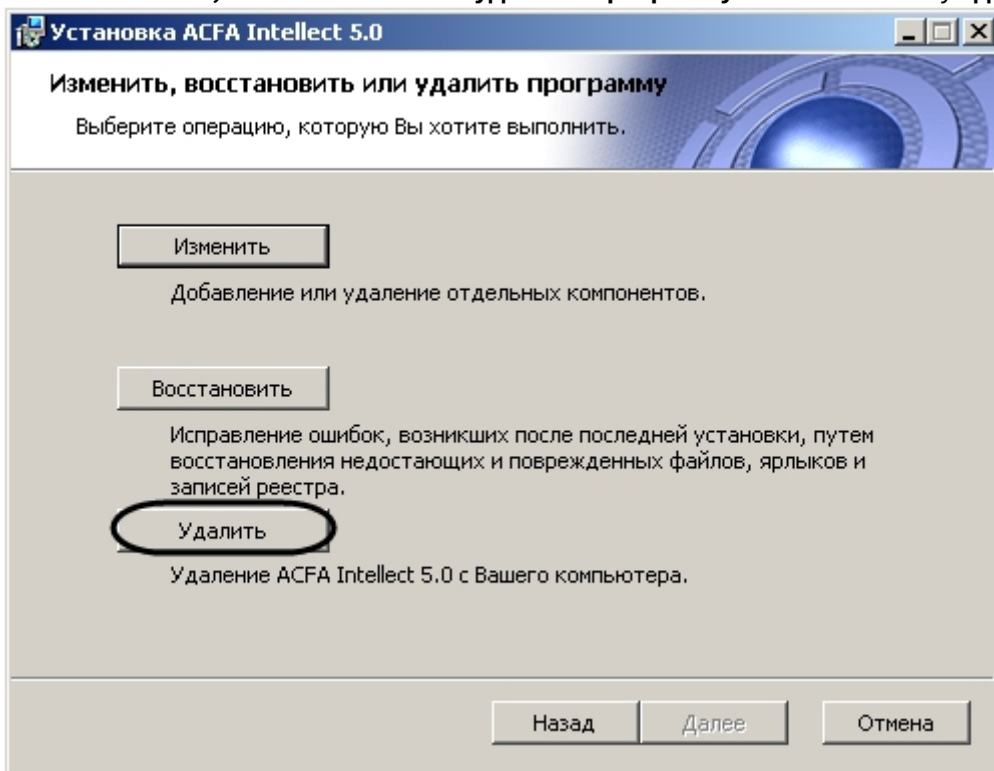 Установка ACFA Intellect 5.0
Изменить, восстановить или удалить программу
Выберите операцию, которую Вы хотите выполнить.
Изменить
Добавление или удаление отдельных компонентов.
Восстановить
Исправление ошибок, возникших после последней установки, путем
восстановления недостающих и поврежденных файлов, ярлыков и
записей реестра.
Удалить
Удаление ACFA Intellect 5.0 с Вашего компьютера.
Назад
Далее
Отмена